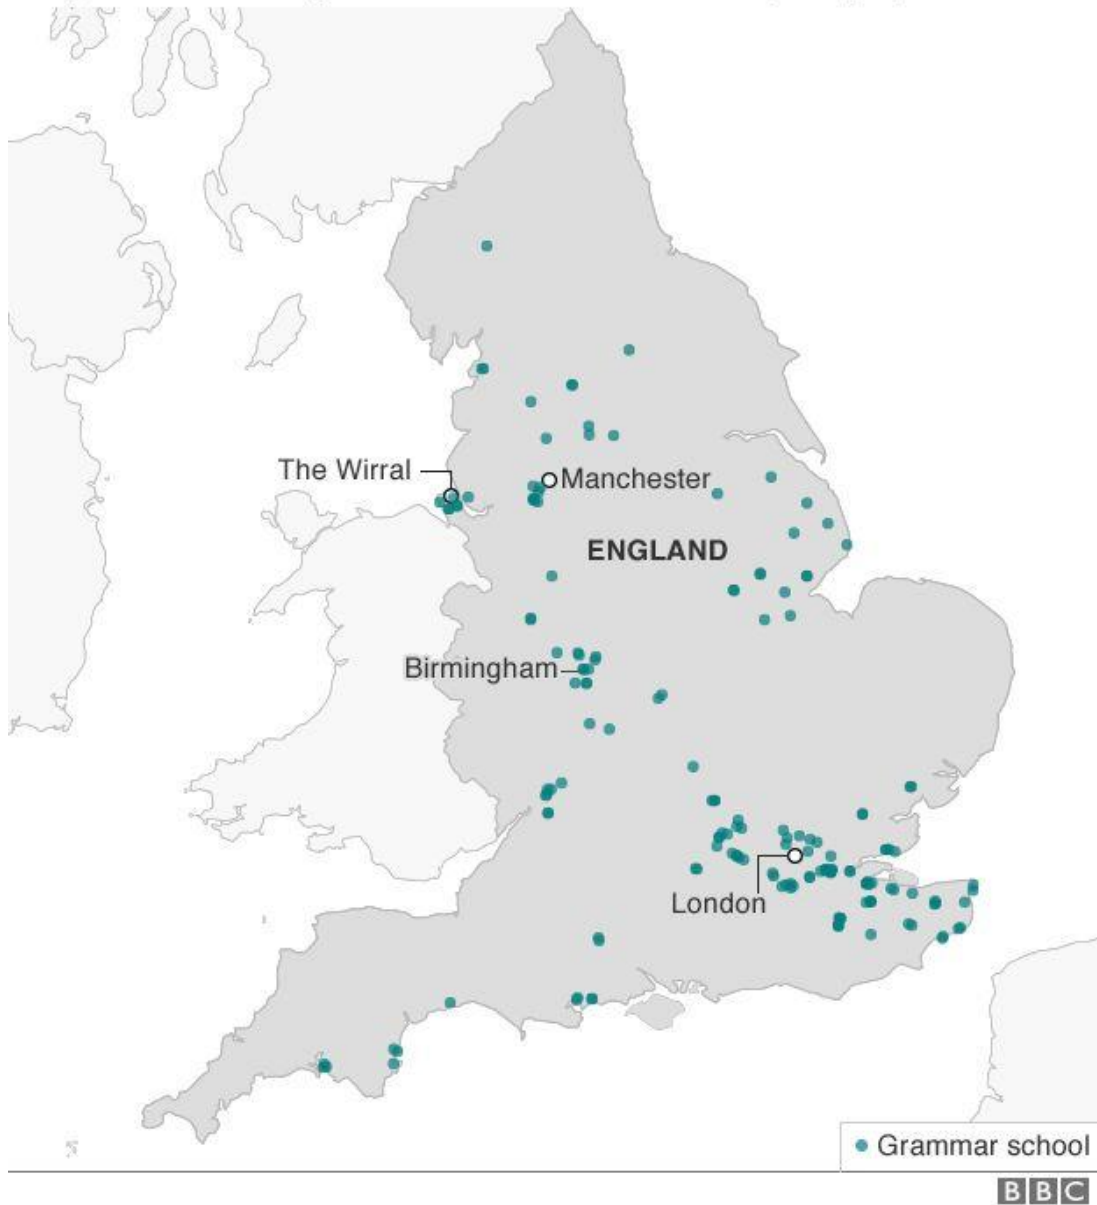 The Wirral
Manchester
ENGLAND
Birmingham
London
Grammar school
BBC